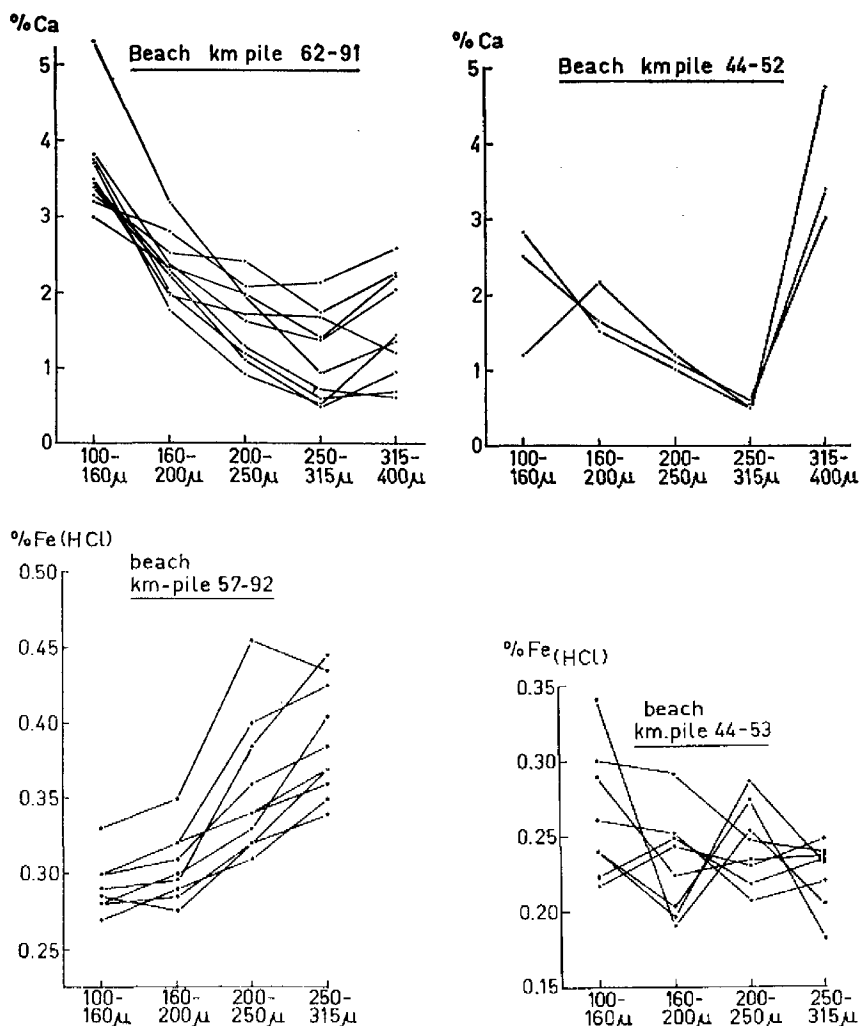 %Ca
Beach km pile 62-91
5
4
3
2
1
0
100- 160- 200- 250- 315-
160µ 200µ 250µ 315µ 400µ
%Ca
Beach km pile 44-52
5
4
3
2
1
0
100- 160- 200- 250- 315-
160µ 200µ 250µ 315µ 400µ
%Fe(HCl)
beach
km-pile 57-92
0.50
0.45
0.40
0.35
0.30
0.25
100- 160- 200- 250-
160µ 200µ 250µ 315µ
%Fe(HCl)
beach
km.pile 44-53
0.35
0.30
0.25
0.20
0.15
100- 160- 200- 250-
160µ 200µ 250µ 315µ